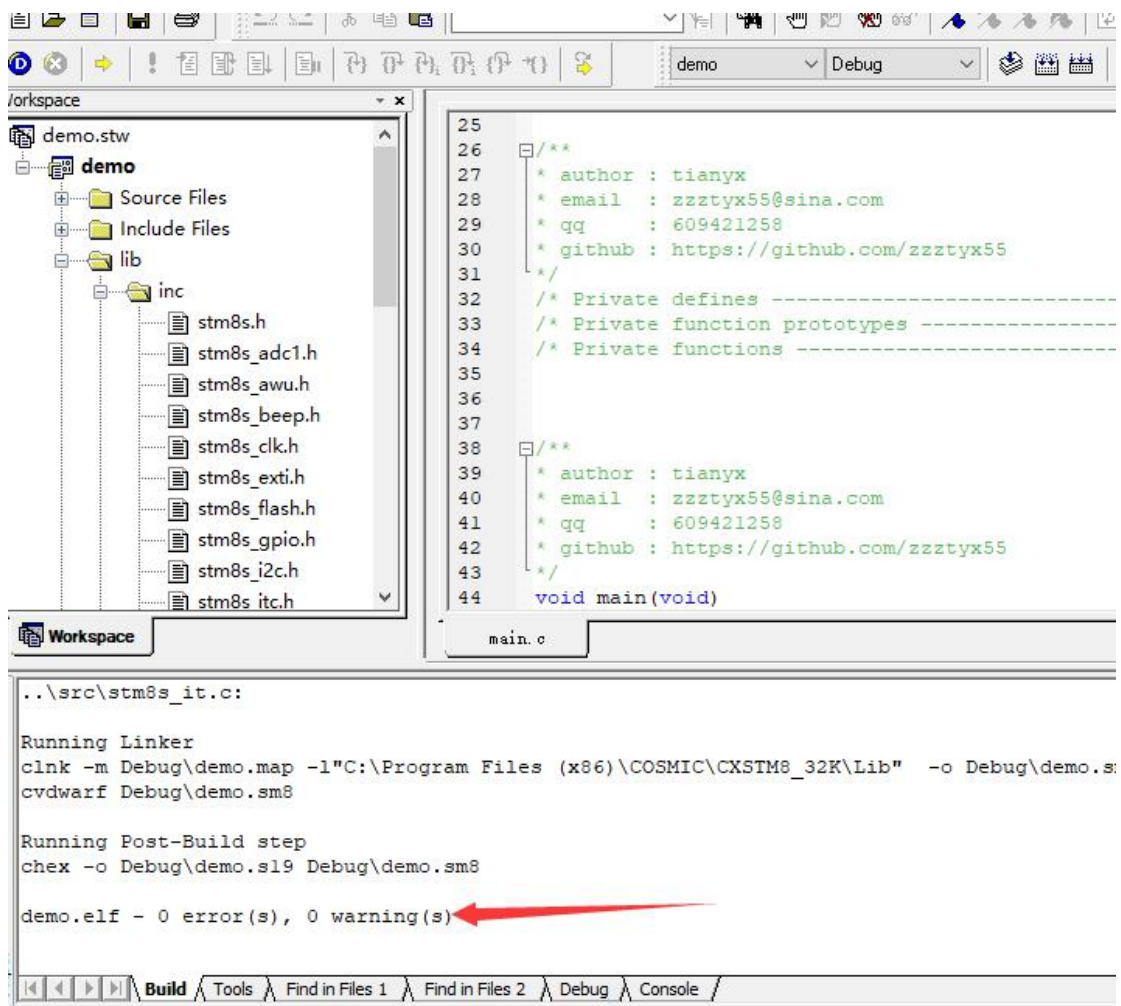 demo
Debug
Workspace
demo.stw
demo
Source Files
Include Files
lib
inc
stm8s.h
stm8s_adc1.h
stm8s_awu.h
stm8s_beep.h
stm8s_clk.h
stm8s_exti.h
stm8s_flash.h
stm8s_gpio.h
stm8s_i2c.h
stm8s_itc.h
Workspace
25
26 /**
27 * author : tianyx
28 * email  : zzztyx55@sina.com
29 * qq     : 609421258
30 * github : https://github.com/zzztyx55
31 */
32 /* Private defines -----------------------------
33 /* Private function prototypes -----------------
34 /* Private functions ---------------------------
35
36
37
38 /**
39 * author : tianyx
40 * email  : zzztyx55@sina.com
41 * qq     : 609421258
42 * github : https://github.com/zzztyx55
43 */
44 void main(void)
main.c
..\src\stm8s_it.c:
Running Linker
clnk -m Debug\demo.map -l"C:\Program Files (x86)\COSMIC\CXSTM8_32K\Lib"  -o Debug\demo.s
cvdwarf Debug\demo.sm8
Running Post-Build step
chex -o Debug\demo.s19 Debug\demo.sm8
demo.elf - 0 error(s), 0 warning(s)
Build Tools Find in Files 1 Find in Files 2 Debug Console